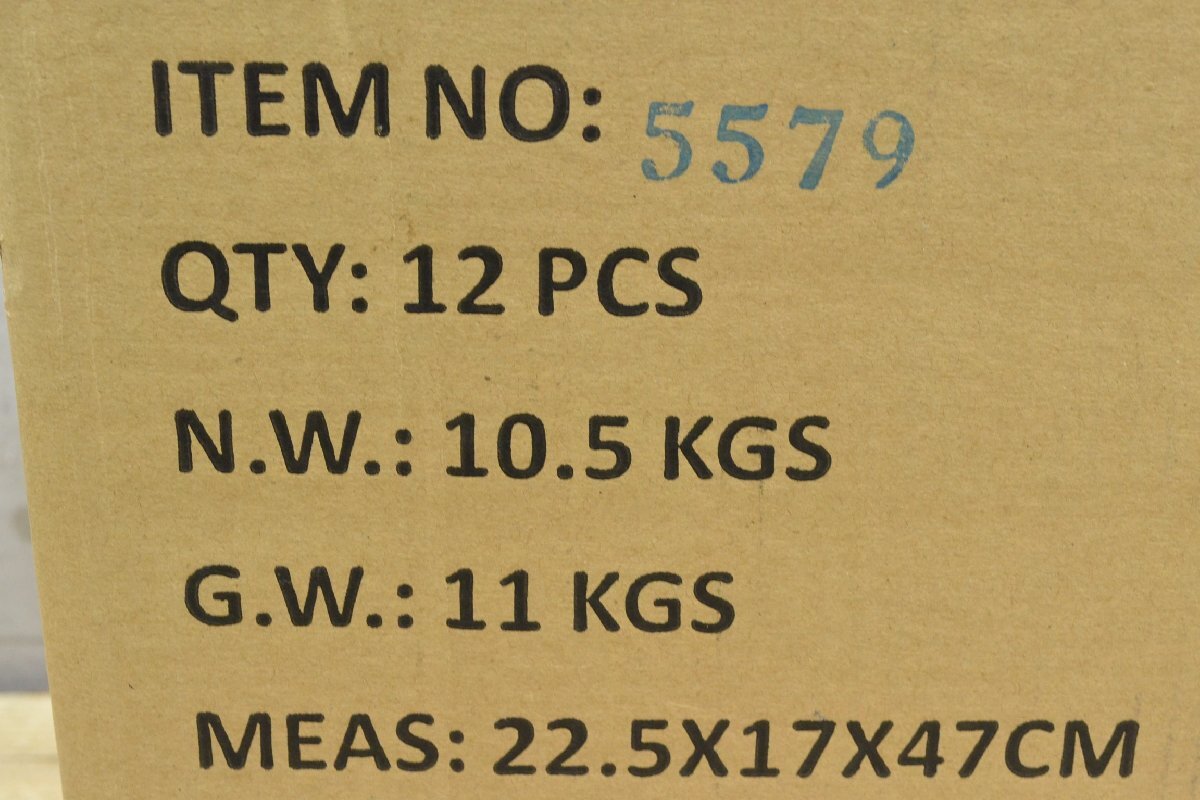 ITEM NO: 5579
QTY: 12 PCS
N.W.: 10.5 KGS
G.W.: 11 KGS
MEAS: 22.5X17X47CM